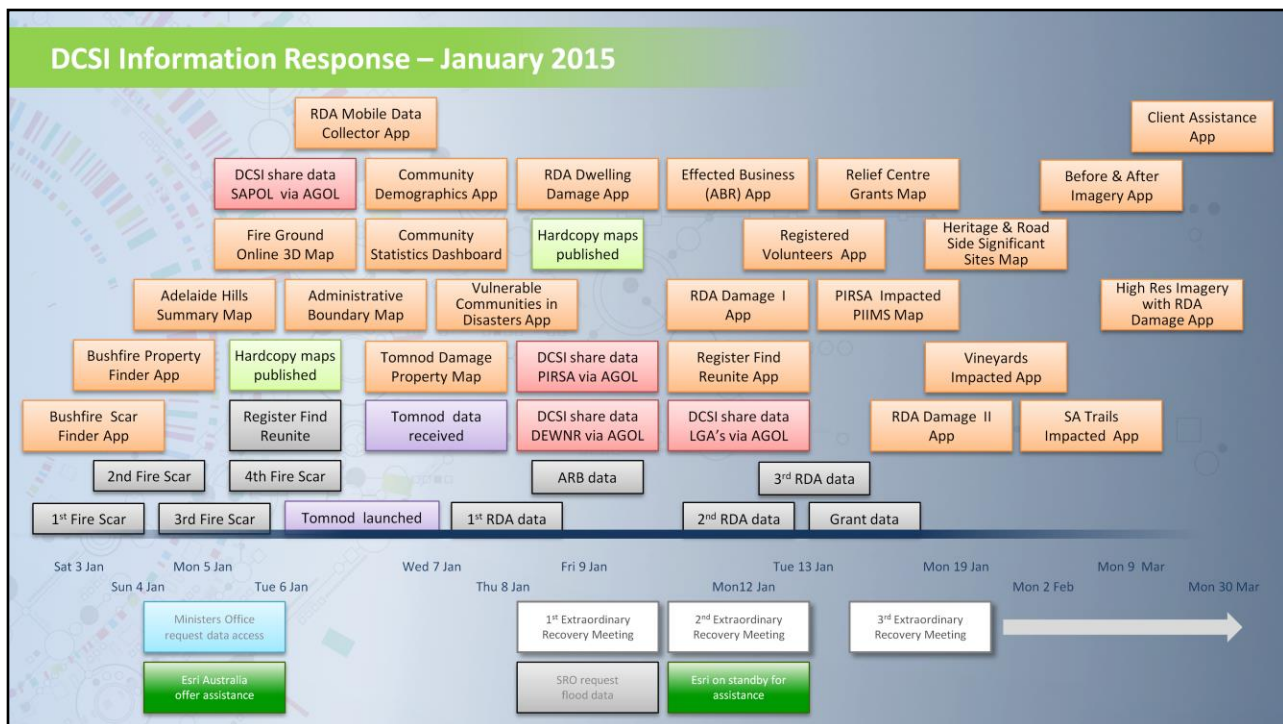 DCSI Information Response – January 2015
RDA Mobile Data
Collector App
Client Assistance
App
DCSI share data
SAPOL via AGOL
Community
Demographics App
RDA Dwelling
Damage App
Effected Business
(ABR) App
Relief Centre
Grants Map
Before & After
Imagery App
Fire Ground
Online 3D Map
Community
Statistics Dashboard
Hardcopy maps
published
Registered
Volunteers App
Heritage & Road
Side Significant
Sites Map
Adelaide Hills
Summary Map
Administrative
Boundary Map
Vulnerable
Communities in
Disasters App
RDA Damage I
App
PIRSA Impacted
PIIMS Map
High Res Imagery
with RDA
Damage App
Bushfire Property
Finder App
Hardcopy maps
published
Tomnod Damage
Property Map
DCSI share data
PIRSA via AGOL
Register Find
Reunite App
Vineyards
Impacted App
Bushfire Scar
Finder App
Register Find
Reunite
Tomnod data
received
DCSI share data
DEWNR via AGOL
DCSI share data
LGA's via AGOL
RDA Damage II
App
SA Trails
Impacted App
2nd Fire Scar
4th Fire Scar
ARB data
3rd RDA data
1st Fire Scar
3rd Fire Scar
Tomnod launched
1st RDA data
2nd RDA data
Grant data
Sat 3 Jan
Mon 5 Jan
Wed 7 Jan
Fri 9 Jan
Tue 13 Jan
Mon 19 Jan
Mon 9 Mar
Sun 4 Jan
Tue 6 Jan
Thu 8 Jan
Mon12 Jan
Mon 2 Feb
Mon 30 Mar
Ministers Office
request data access
1st Extraordinary
Recovery Meeting
2nd Extraordinary
Recovery Meeting
3rd Extraordinary
Recovery Meeting
Esri Australia
offer assistance
SRO request
flood data
Esri on standby for
assistance